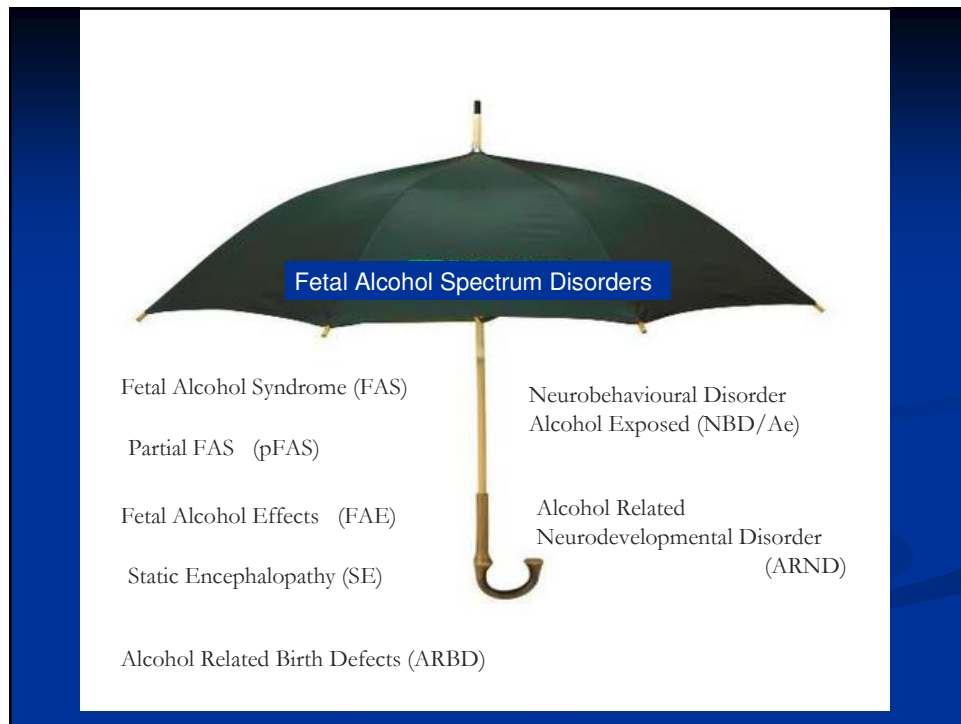 Fetal Alcohol Spectrum Disorders
Fetal Alcohol Syndrome (FAS)
Partial FAS (pFAS)
Fetal Alcohol Effects (FAE)
Static Encephalopathy (SE)
Alcohol Related Birth Defects (ARBD)
Neurobehavioural Disorder
Alcohol Exposed (NBD/Ae)
Alcohol Related
Neurodevelopmental Disorder
(ARND)